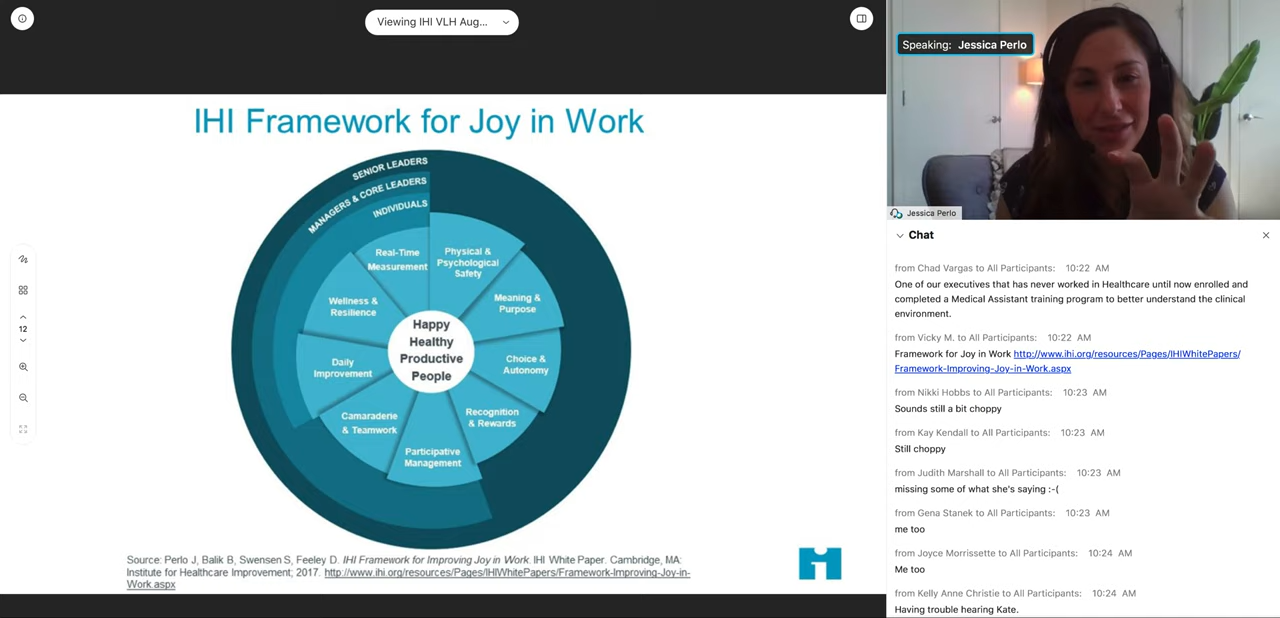 Viewing IHI VLH Aug...
IHI Framework for Joy in Work
SENIOR LEADERS
MANAGERS & CORE LEADERS
INDIVIDUALS
Real-Time
Measurement
Physical &
Psychological
Safety
Wellness &
Resilience
Meaning &
Purpose
Happy
Healthy
Productive
People
Daily
Improvement
Choice &
Autonomy
Camaraderie
& Teamwork
Recognition
& Rewards
Participative
Management
12
Source: Perlo J, Balik B, Swensen S, Feeley D. IHI Framework for Improving Joy in Work. IHI White Paper. Cambridge, MA:
Institute for Healthcare Improvement; 2017. http://www.ihi.org/resources/Pages/IHIWhitePapers/Framework-Improving-Joy-in-
Work.aspx
Speaking: Jessica Perlo
Jessica Perlo
Chat
from Chad Vargas to All Participants: 10:22 AM
One of our executives that has never worked in Healthcare until now enrolled and
completed a Medical Assistant training program to better understand the clinical
environment.
from Vicky M. to All Participants: 10:22 AM
Framework for Joy in Work http://www.ihi.org/resources/Pages/IHIWhitePapers/
Framework-Improving-Joy-in-Work.aspx
from Nikki Hobbs to All Participants: 10:23 AM
Sounds still a bit choppy
from Kay Kendall to All Participants: 10:23 AM
Still choppy
from Judith Marshall to All Participants: 10:23 AM
missing some of what she's saying :-(
from Gena Stanek to All Participants: 10:23 AM
me too
from Joyce Morrissette to All Participants: 10:24 AM
Me too
from Kelly Anne Christie to All Participants: 10:24 AM
Having trouble hearing Kate.